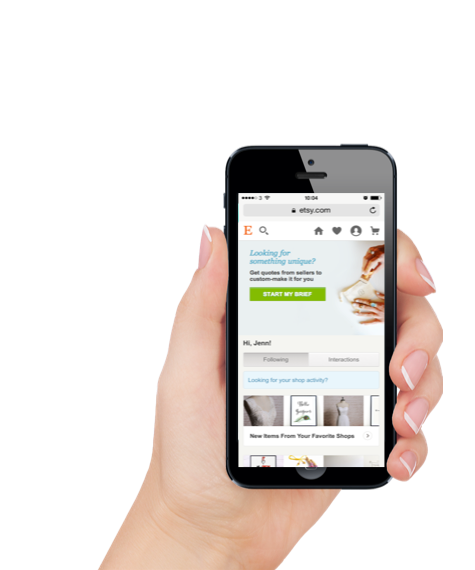 3 10:04
etsy.com
E
Looking for
something unique?
Get quotes from sellers to
custom-make it for you
START MY BRIEF
Hi, Jenn!
Following Interactions
Looking for your shop activity?
New Items From Your Favorite Shops